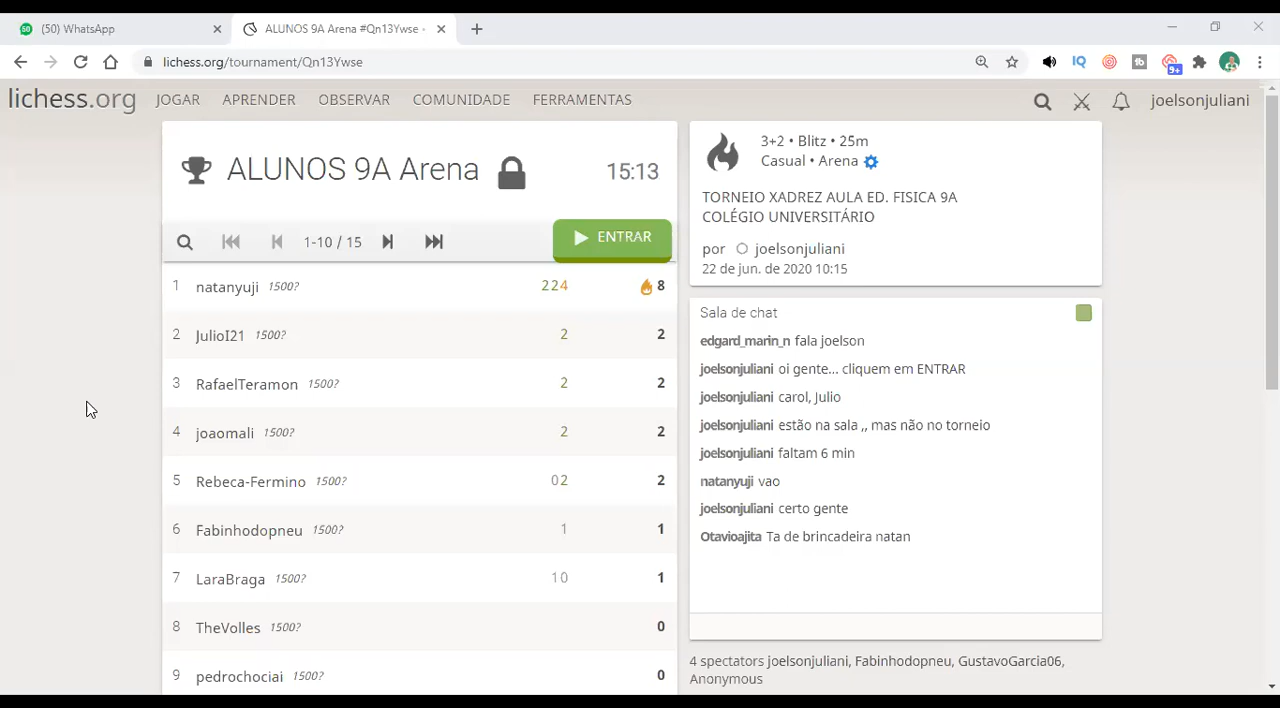 (50) WhatsApp
ALUNOS 9A Arena #Qn13Ywse
lichess.org/tournament/Qn13Ywse
lichess.org JOGAR APRENDER OBSERVAR COMUNIDADE FERRAMENTAS joelsonjuliani
ALUNOS 9A Arena 15:13
1-10 / 15 ENTRAR
1 natanyuji 1500? 224 8
2 JulioI21 1500? 2 2
3 RafaelTeramon 1500? 2 2
4 joaomali 1500? 2 2
5 Rebeca-Fermino 1500? 02 2
6 Fabinhodopneu 1500? 1 1
7 LaraBraga 1500? 10 1
8 TheVolles 1500? 0
9 pedrochociai 1500? 0
3+2 • Blitz • 25m
Casual • Arena
TORNEIO XADREZ AULA ED. FISICA 9A
COLÉGIO UNIVERSITÁRIO
por joelsonjuliani
22 de jun. de 2020 10:15
Sala de chat
edgard_marin_n fala joelson
joelsonjuliani oi gente... cliquem em ENTRAR
joelsonjuliani carol, Julio
joelsonjuliani estão na sala ,, mas não no torneio
joelsonjuliani faltam 6 min
natanyuji vao
joelsonjuliani certo gente
Otavioajita Ta de brincadeira natan
4 spectators joelsonjuliani, Fabinhodopneu, GustavoGarcia06,
Anonymous